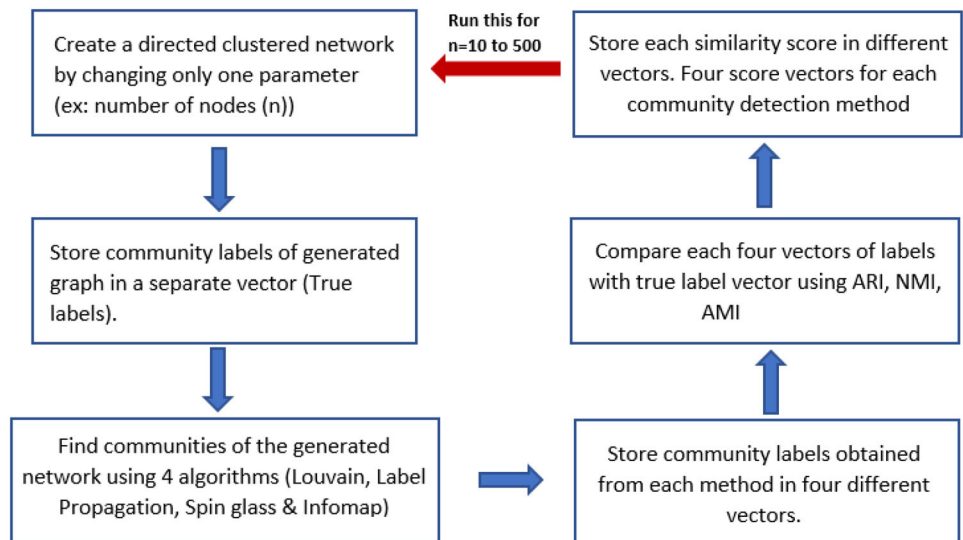 Create a directed clustered network
by changing only one parameter
(ex: number of nodes (n))
Run this for
n=10 to 500
Store each similarity score in different
vectors. Four score vectors for each
community detection method
Store community labels of generated
graph in a separate vector (True
labels).
Compare each four vectors of labels
with true label vector using ARI, NMI,
AMI
Find communities of the generated
network using 4 algorithms (Louvain, Label
Propagation, Spin glass & Infomap)
Store community labels obtained
from each method in four different
vectors.